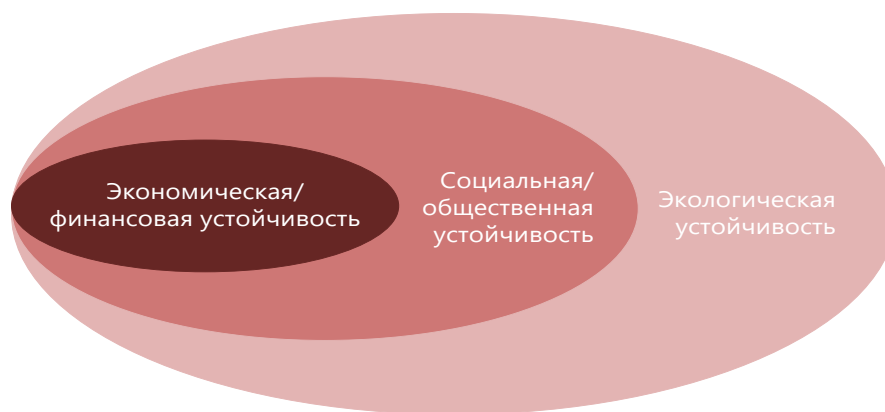 Экономическая/
финансовая устойчивость
Социальная/
общественная
устойчивость
Экологическая
устойчивость